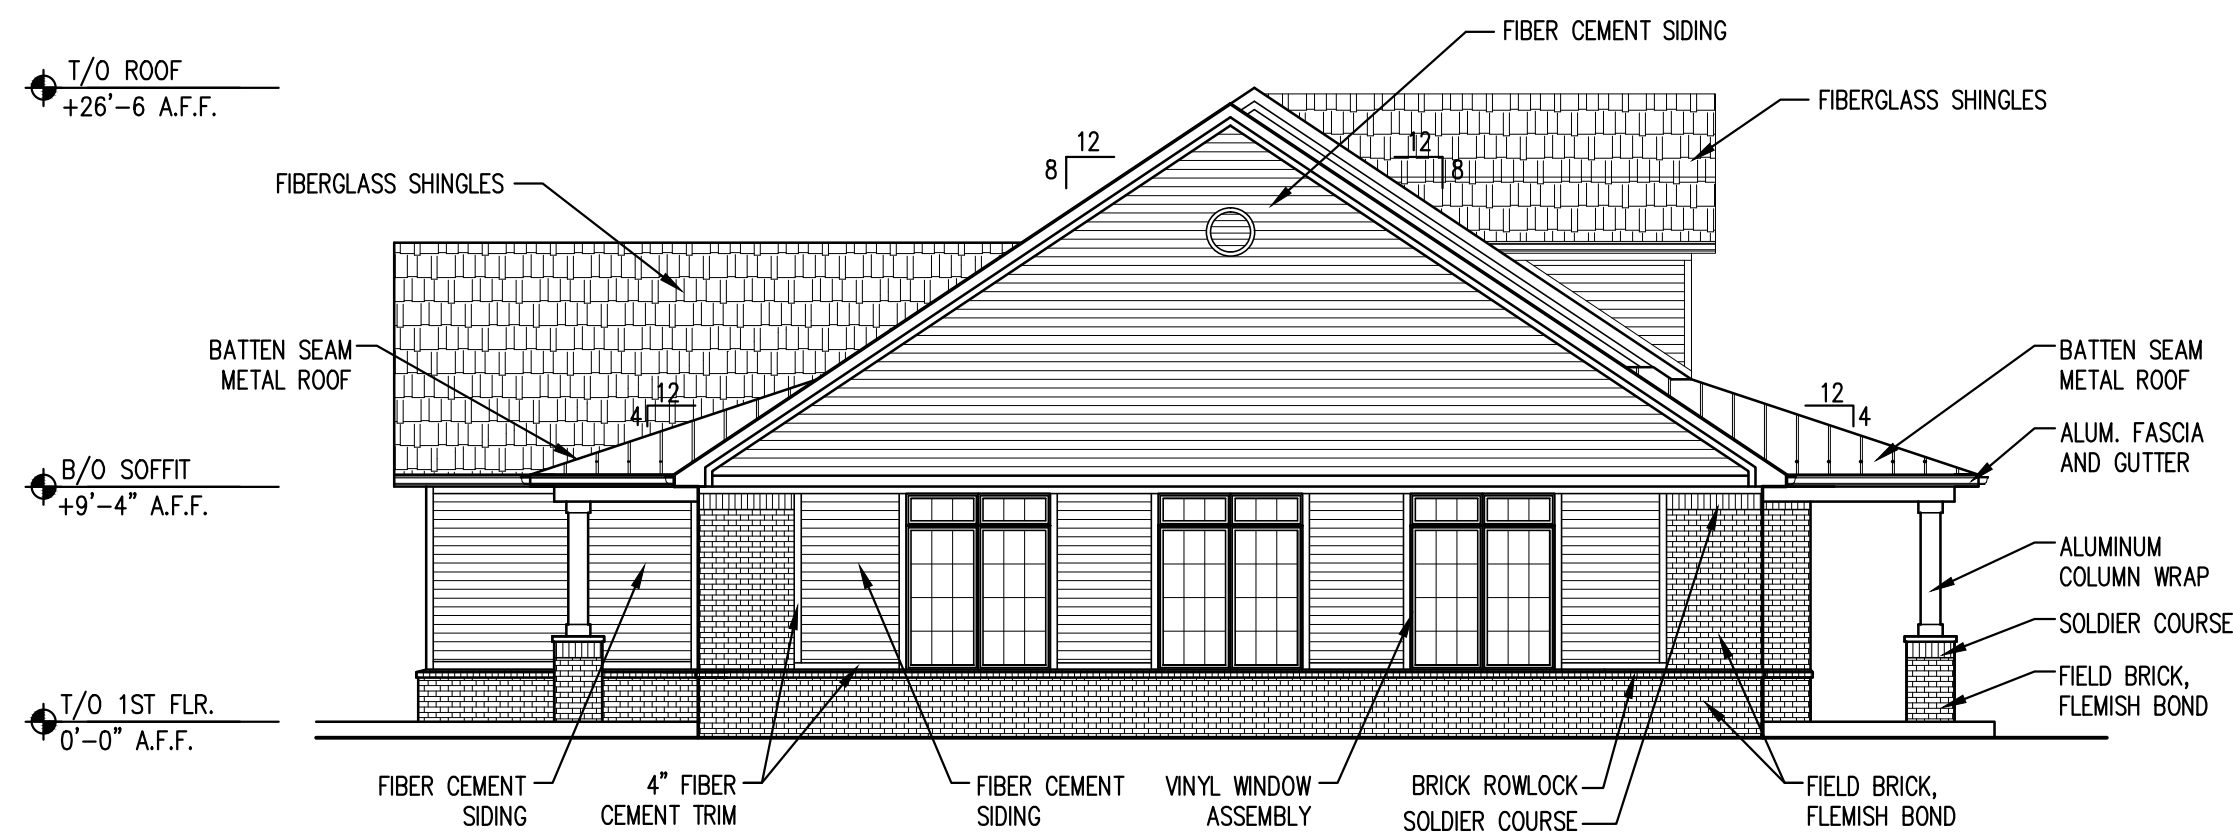 FIBER CEMENT SIDING
T/O ROOF
+26'-6 A.F.F.
FIBERGLASS SHINGLES
12
8
12
8
FIBERGLASS SHINGLES
BATTEN SEAM
METAL ROOF
12
4
12
4
BATTEN SEAM
METAL ROOF
ALUM. FASCIA
AND GUTTER
B/O SOFFIT
+9'-4" A.F.F.
ALUMINUM
COLUMN WRAP
SOLDIER COURSE
FIELD BRICK,
FLEMISH BOND
T/O 1ST FLR.
0'-0" A.F.F.
FIBER CEMENT
SIDING
4" FIBER
CEMENT TRIM
FIBER CEMENT
SIDING
VINYL WINDOW
ASSEMBLY
BRICK ROWLOCK
SOLDIER COURSE
FIELD BRICK,
FLEMISH BOND